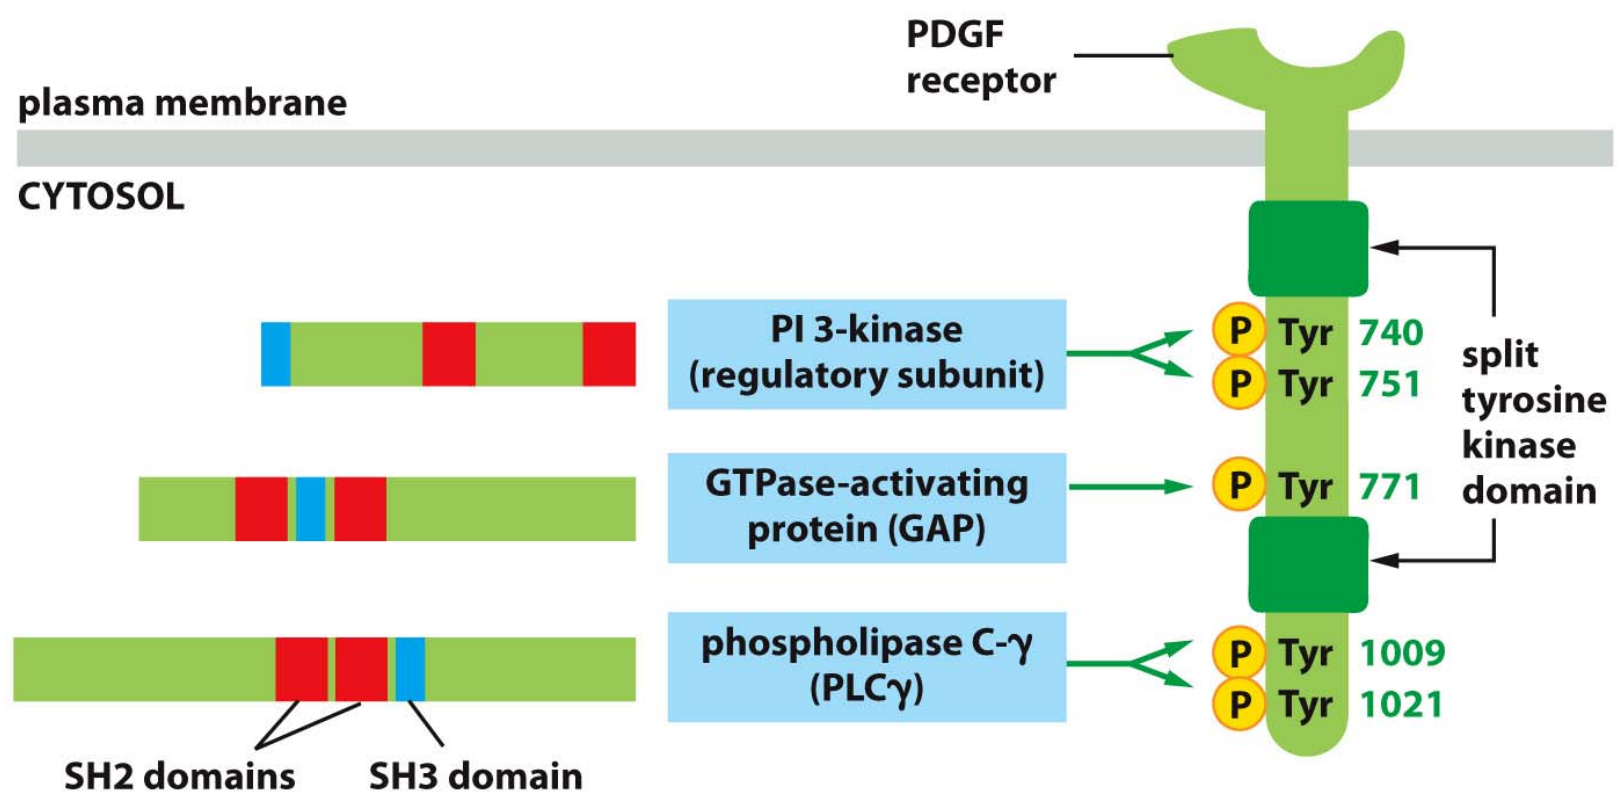 PDGF
receptor
plasma membrane
CYTOSOL
PI 3-kinase
(regulatory subunit)
P Tyr 740
P Tyr 751
split
tyrosine
kinase
domain
GTPase-activating
protein (GAP)
P Tyr 771
phospholipase C-γ
(PLCγ)
P Tyr 1009
P Tyr 1021
SH2 domains
SH3 domain